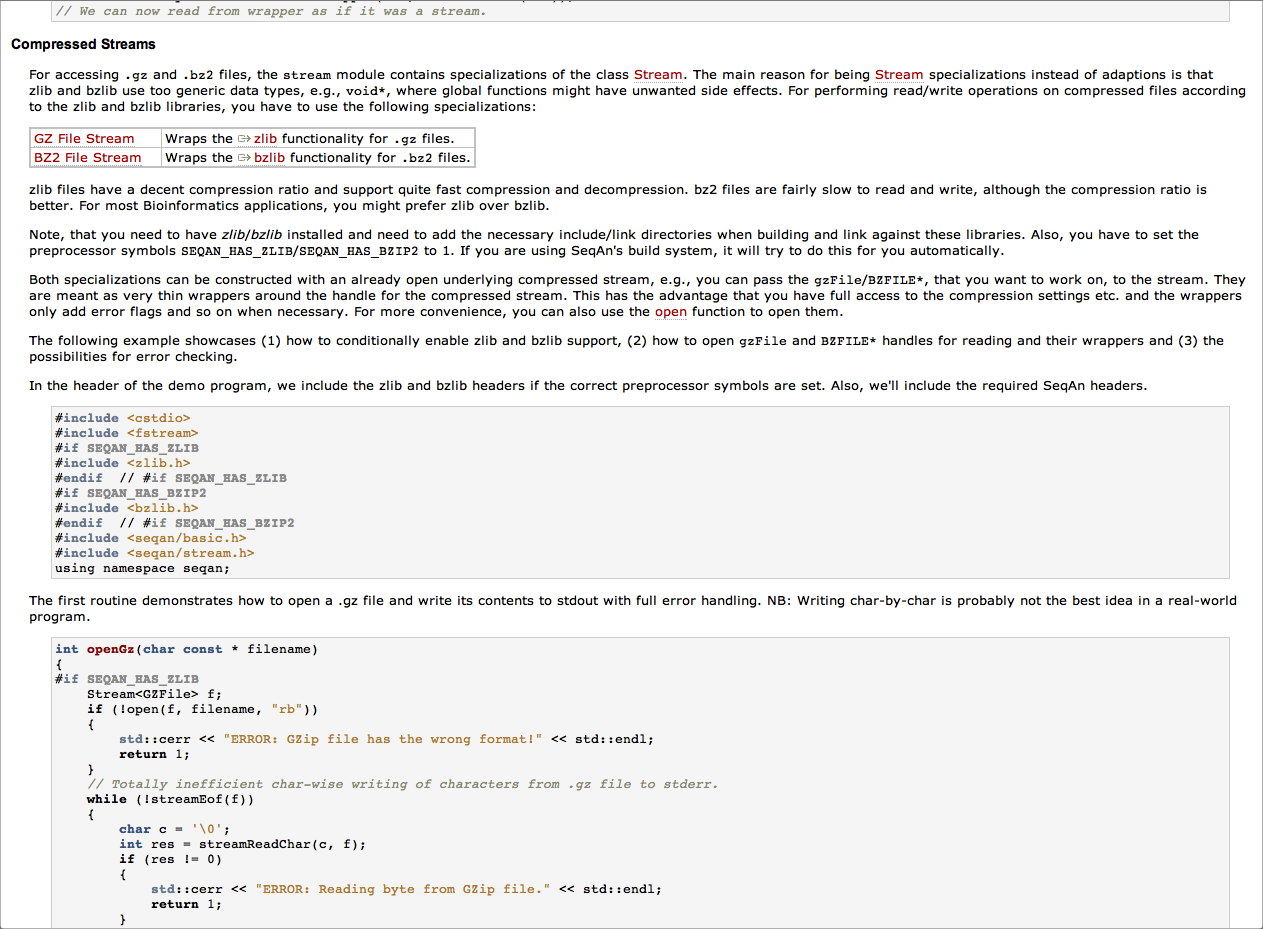 // We can now read from wrapper as if it was a stream.
Compressed Streams
For accessing .gz and .bz2 files, the stream module contains specializations of the class Stream. The main reason for being Stream specializations instead of adaptions is that
zlib and bzlib use too generic data types, e.g., void*, where global functions might have unwanted side effects. For performing read/write operations on compressed files according
to the zlib and bzlib libraries, you have to use the following specializations:
GZ File Stream Wraps the zlib functionality for .gz files.
BZ2 File Stream Wraps the bzlib functionality for .bz2 files.
zlib files have a decent compression ratio and support quite fast compression and decompression. bz2 files are fairly slow to read and write, although the compression ratio is
better. For most Bioinformatics applications, you might prefer zlib over bzlib.
Note, that you need to have zlib/bzlib installed and need to add the necessary include/link directories when building and link against these libraries. Also, you have to set the
preprocessor symbols SEQAN_HAS_ZLIB/SEQAN_HAS_BZIP2 to 1. If you are using SeqAn's build system, it will try to do this for you automatically.
Both specializations can be constructed with an already open underlying compressed stream, e.g., you can pass the gzFile/BZFILE*, that you want to work on, to the stream. They
are meant as very thin wrappers around the handle for the compressed stream. This has the advantage that you have full access to the compression settings etc. and the wrappers
only add error flags and so on when necessary. For more convenience, you can also use the open function to open them.
The following example showcases (1) how to conditionally enable zlib and bzlib support, (2) how to open gzFile and BZFILE* handles for reading and their wrappers and (3) the
possibilities for error checking.
In the header of the demo program, we include the zlib and bzlib headers if the correct preprocessor symbols are set. Also, we'll include the required SeqAn headers.
#include <cstdio>
#include <fstream>
#if SEQAN_HAS_ZLIB
#include <zlib.h>
#endif  // #if SEQAN_HAS_ZLIB
#if SEQAN_HAS_BZIP2
#include <bzlib.h>
#endif  // #if SEQAN_HAS_BZIP2
#include <seqan/basic.h>
#include <seqan/stream.h>
using namespace seqan;
The first routine demonstrates how to open a .gz file and write its contents to stdout with full error handling. NB: Writing char-by-char is probably not the best idea in a real-world
program.
int openGz(char const * filename)
{
#if SEQAN_HAS_ZLIB
    Stream<GZFile> f;
    if (!open(f, filename, "rb"))
    {
        std::cerr << "ERROR: GZip file has the wrong format!" << std::endl;
        return 1;
    }
    // Totally inefficient char-wise writing of characters from .gz file to stderr.
    while (!streamEof(f))
    {
        char c = '\0';
        int res = streamReadChar(c, f);
        if (res != 0)
        {
            std::cerr << "ERROR: Reading byte from GZip file." << std::endl;
            return 1;
        }